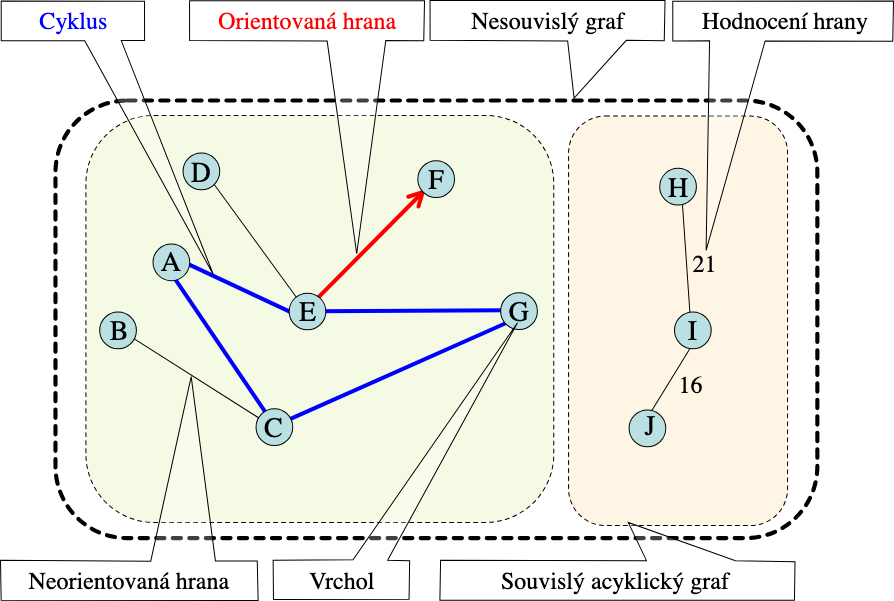 Cyklus
Orientovaná hrana
Nesouvislý graf
Hodnocení hrany
D
F
H
A
21
E
G
B
I
16
C
J
Neorientovaná hrana
Vrchol
Souvislý acyklický graf